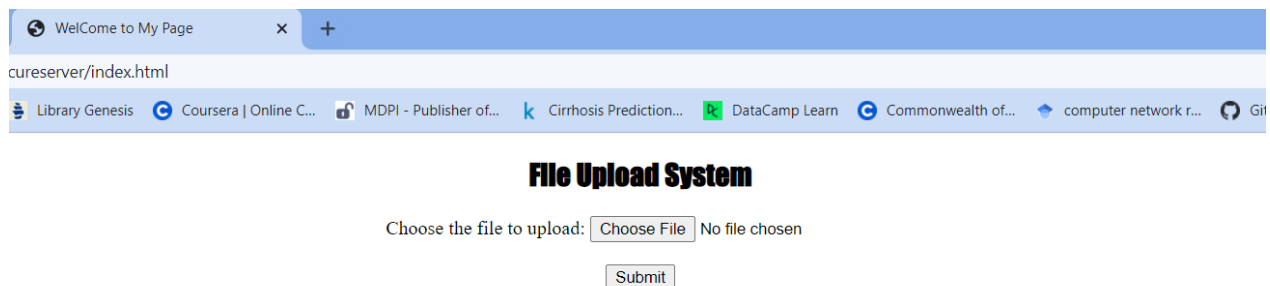 WelCome to My Page
cureserver/index.html
Library Genesis Coursera | Online C... MDPI - Publisher of... Cirrhosis Prediction... DataCamp Learn Commonwealth of... computer network r... Git
File Upload System
Choose the file to upload: Choose File No file chosen
Submit